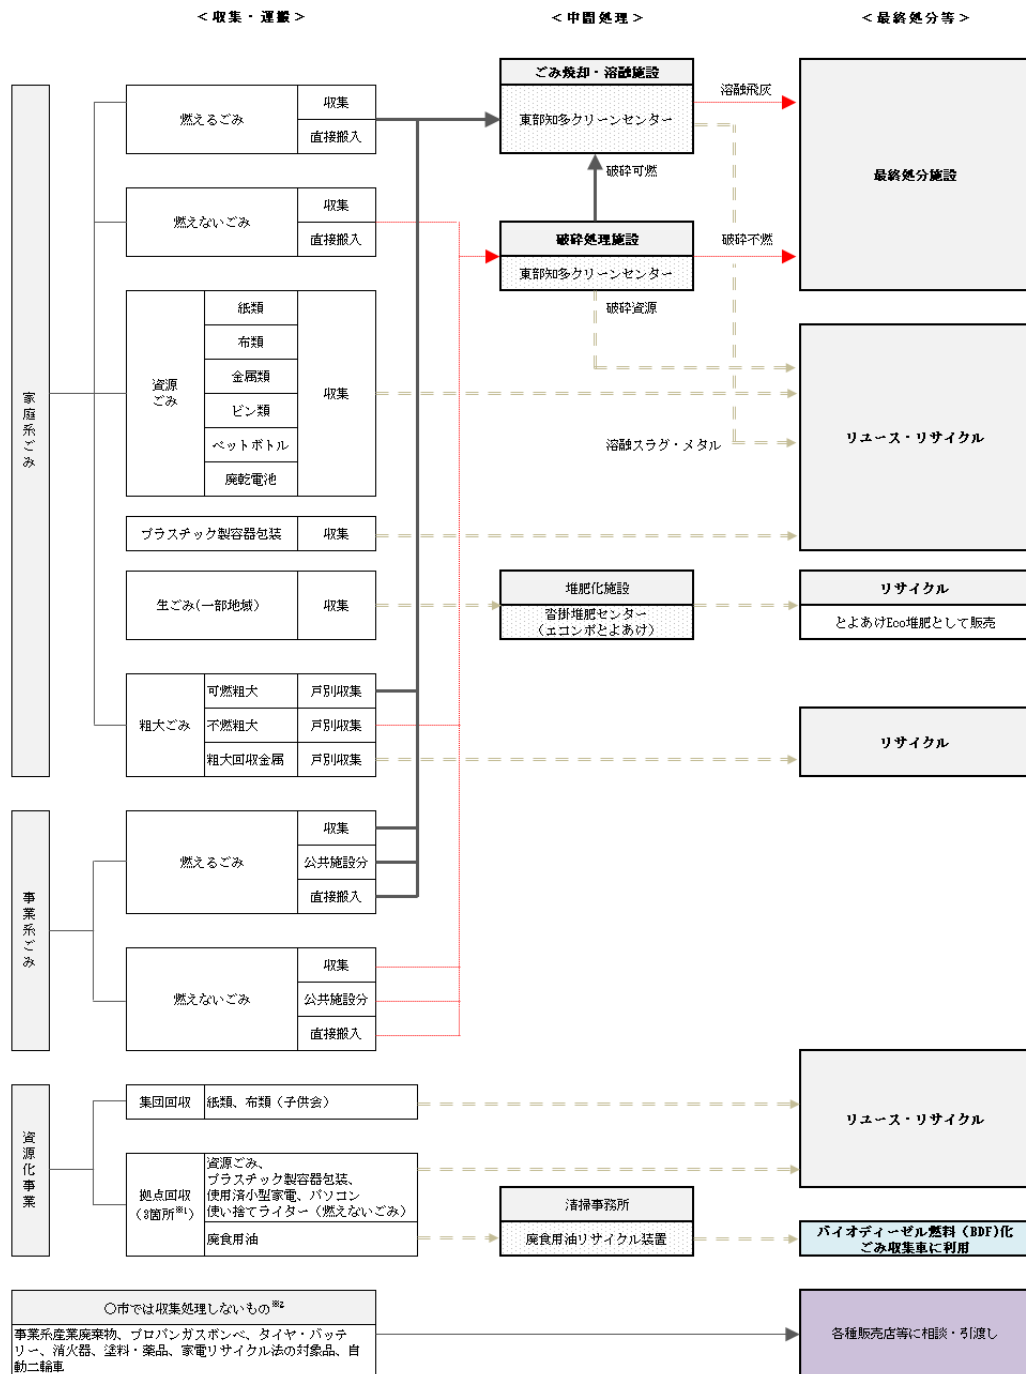 ＜収集・運搬＞
＜中間処理＞
＜最終処分等＞
家庭系ごみ
燃えるごみ
収集
直接搬入
ごみ焼却・溶融施設
東部知多クリーンセンター
溶融飛灰
最終処分施設
破砕可燃
燃えないごみ
収集
直接搬入
破砕処理施設
東部知多クリーンセンター
破砕不燃
破砕資源
資源
ごみ
紙類
布類
金属類
ビン類
ペットボトル
廃乾電池
収集
溶融スラグ・メタル
リユース・リサイクル
プラスチック製容器包装
収集
生ごみ(一部地域)
収集
堆肥化施設
沓掛堆肥センター
（エコンポとよあけ）
リサイクル
とよあけEco堆肥として販売
粗大ごみ
可燃粗大
戸別収集
不燃粗大
戸別収集
粗大回収金属
戸別収集
リサイクル
事業系ごみ
燃えるごみ
収集
公共施設分
直接搬入
燃えないごみ
収集
公共施設分
直接搬入
資源化事業
集団回収
紙類、布類（子供会）
リユース・リサイクル
拠点回収
（3箇所※1）
資源ごみ、
プラスチック製容器包装、
使用済小型家電、パソコン
使い捨てライター（燃えないごみ）
廃食用油
清掃事務所
廃食用油リサイクル装置
バイオディーゼル燃料（BDF)化
ごみ収集車に利用
〇市では収集処理しないもの※2
事業系産業廃棄物、プロパンガスボンベ、タイヤ・バッテ
リー、消火器、塗料・薬品、家電リサイクル法の対象品、自
動二輪車
各種販売店等に相談・引渡し